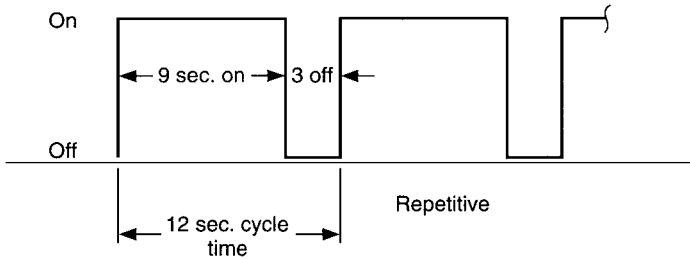 On
9 sec. on 3 off
Off
Repetitive
12 sec. cycle
time